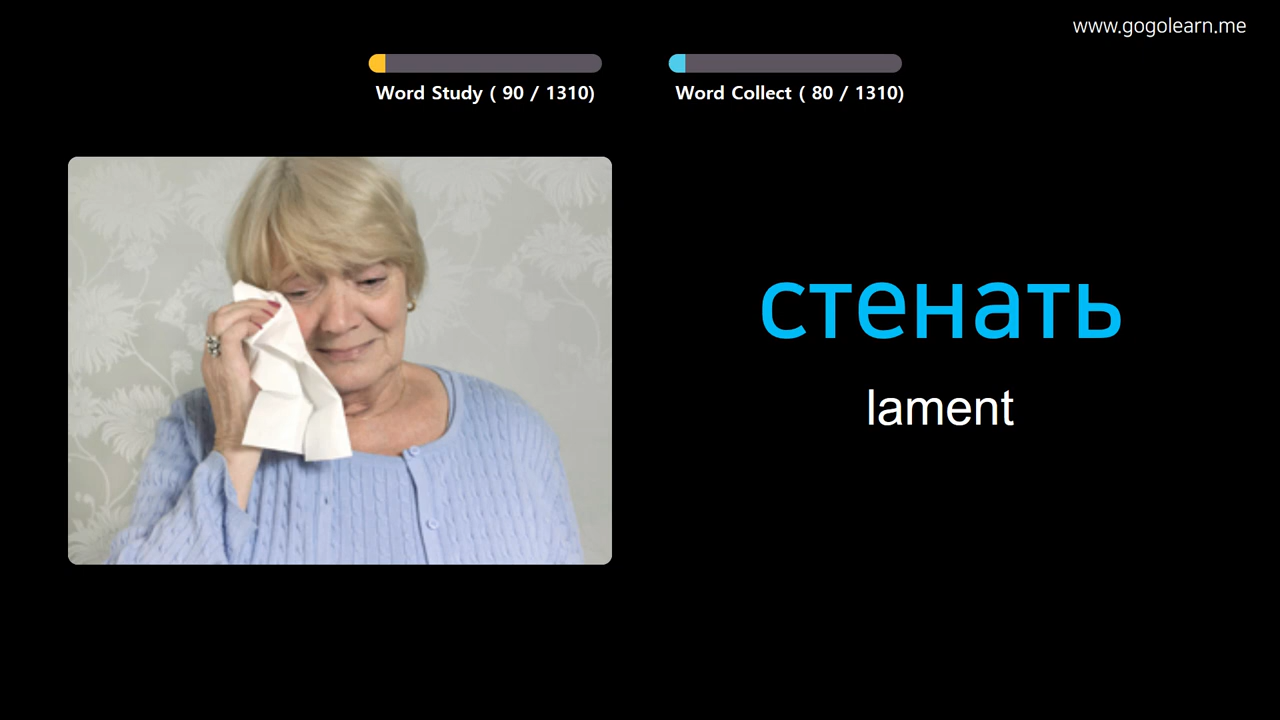 www.gogolearn.me
Word Study ( 90 / 1310)
Word Collect ( 80 / 1310)
стенать
lament